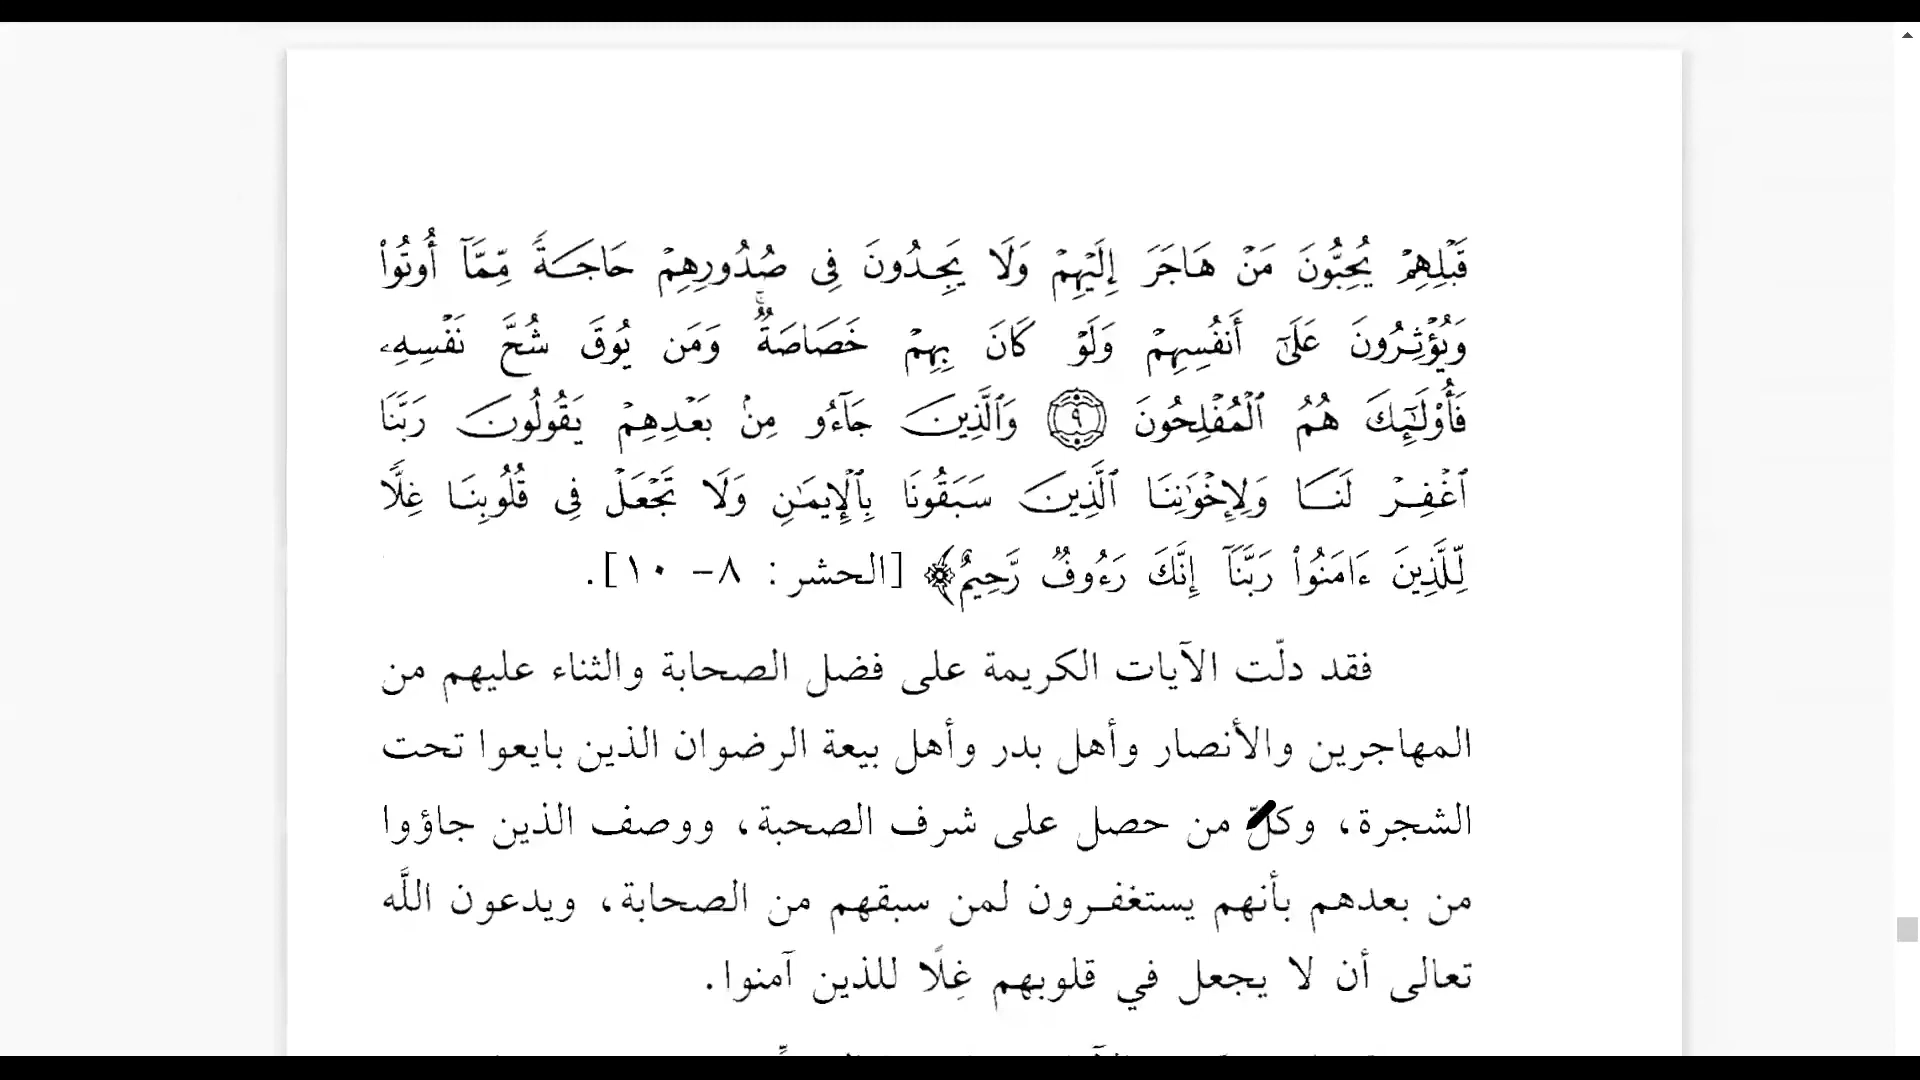 قَبْلِهِمْ يُحِبُّونَ مَنْ هَاجَرَ إِلَيْهِمْ وَلَا يَجِدُونَ فِى صُدُورِهِمْ حَاجَةً مِّمَّآ أُوتُوا۟
وَيُؤْثِرُونَ عَلَىٰٓ أَنفُسِهِمْ وَلَوْ كَانَ بِهِمْ خَصَاصَةٌ ۚ وَمَن يُوقَ شُحَّ نَفْسِهِۦ
فَأُو۟لَـٰٓئِكَ هُمُ ٱلْمُفْلِحُونَ ٩ وَٱلَّذِينَ جَآءُو مِنۢ بَعْدِهِمْ يَقُولُونَ رَبَّنَا
ٱغْفِرْ لَنَا وَلِإِخْوَٰنِنَا ٱلَّذِينَ سَبَقُونَا بِٱلْإِيمَـٰنِ وَلَا تَجْعَلْ فِى قُلُوبِنَا غِلًّا
لِّلَّذِينَ ءَامَنُوا۟ رَبَّنَآ إِنَّكَ رَءُوفٌ رَّحِيمٌ﴾ [الحشر: ٨- ١٠].
فقد دلّت الآيات الكريمة على فضل الصحابة والثناء عليهم من
المهاجرين والأنصار وأهل بدر وأهل بيعة الرضوان الذين بايعوا تحت
الشجرة، وكلّ من حصل على شرف الصحبة، ووصف الذين جاؤوا
من بعدهم بأنهم يستغفرون لمن سبقهم من الصحابة، ويدعون اللَّه
تعالى أن لا يجعل في قلوبهم غِلًا للذين آمنوا.